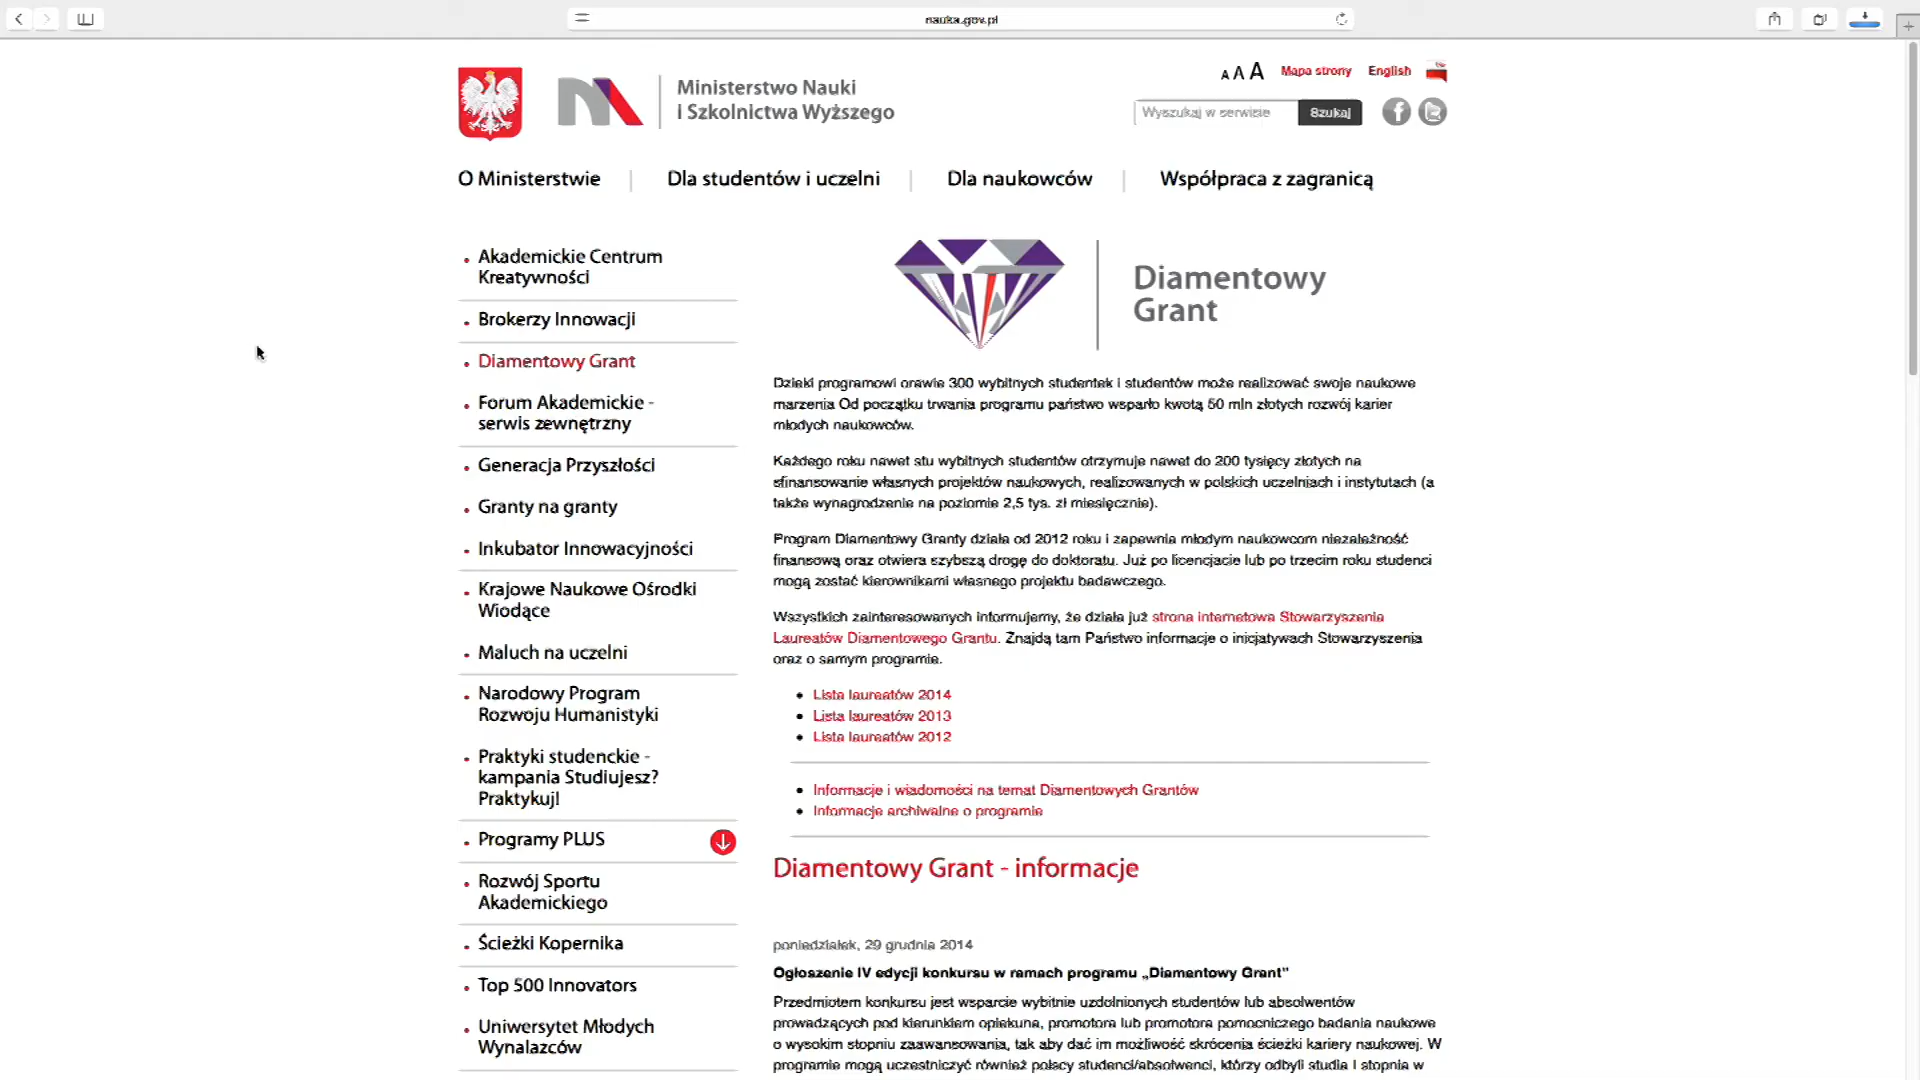 nauka.gov.pl
Ministerstwo Nauki
i Szkolnictwa Wyższego
A A A Mapa strony English
Wyszukaj w serwisie Szukaj
O Ministerstwie
Dla studentów i uczelni
Dla naukowców
Współpraca z zagranicą
Akademickie Centrum
Kreatywności
Brokerzy Innowacji
Diamentowy Grant
Forum Akademickie -
serwis zewnętrzny
Generacja Przyszłości
Granty na granty
Inkubator Innowacyjności
Krajowe Naukowe Ośrodki
Wiodące
Maluch na uczelni
Narodowy Program
Rozwoju Humanistyki
Praktyki studenckie -
kampania Studiujesz?
Praktykuj!
Programy PLUS
Rozwój Sportu
Akademickiego
Ścieżki Kopernika
Top 500 Innovators
Uniwersytet Młodych
Wynalazców
Diamentowy
Grant
Dzięki programowi prawie 300 wybitnych studentek i studentów może realizować swoje naukowe
marzenia Od początku trwania programu państwo wsparło kwotą 50 mln złotych rozwój karier
młodych naukowców.
Każdego roku nawet stu wybitnych studentów otrzymuje nawet do 200 tysięcy złotych na
sfinansowanie własnych projektów naukowych, realizowanych w polskich uczelniach i instytutach (a
także wynagrodzenie na poziomie 2,5 tys. zł miesięcznie).
Program Diamentowy Granty działa od 2012 roku i zapewnia młodym naukowcom niezależność
finansową oraz otwiera szybszą drogę do doktoratu. Już po licencjacie lub po trzecim roku studenci
mogą zostać kierownikami własnego projektu badawczego.
Wszystkich zainteresowanych informujemy, że działa już strona internetowa Stowarzyszenia
Laureatów Diamentowego Grantu. Znajdą tam Państwo informacje o inicjatywach Stowarzyszenia
oraz o samym programie.
Lista laureatów 2014
Lista laureatów 2013
Lista laureatów 2012
Informacje i wiadomości na temat Diamentowych Grantów
Informacje archiwalne o programie
Diamentowy Grant - informacje
poniedziałek, 29 grudnia 2014
Ogłoszenie IV edycji konkursu w ramach programu „Diamentowy Grant”
Przedmiotem konkursu jest wsparcie wybitnie uzdolnionych studentów lub absolwentów
prowadzących pod kierunkiem opiekuna, promotora lub promotora pomocniczego badania naukowe
o wysokim stopniu zaawansowania, tak aby dać im możliwość skrócenia ścieżki kariery naukowej. W
programie mogą uczestniczyć również polscy studenci/absolwenci, którzy odbyli studia I stopnia w